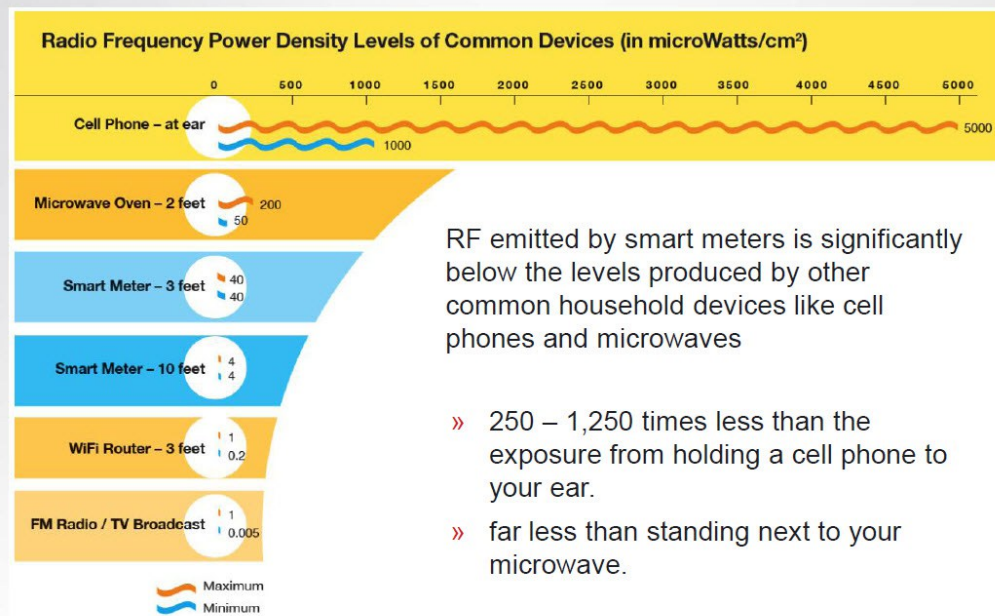 Radio Frequency Power Density Levels of Common Devices (in microWatts/cm²)
0 500 1000 1500 2000 2500 3000 3500 4000 4500 5000
Cell Phone – at ear
5000
1000
Microwave Oven – 2 feet
200
50
Smart Meter – 3 feet
40
40
Smart Meter – 10 feet
4
4
WiFi Router – 3 feet
1
0.2
FM Radio / TV Broadcast
1
0.005
Maximum
Minimum
RF emitted by smart meters is significantly
below the levels produced by other
common household devices like cell
phones and microwaves
» 250 – 1,250 times less than the
exposure from holding a cell phone to
your ear.
» far less than standing next to your
microwave.